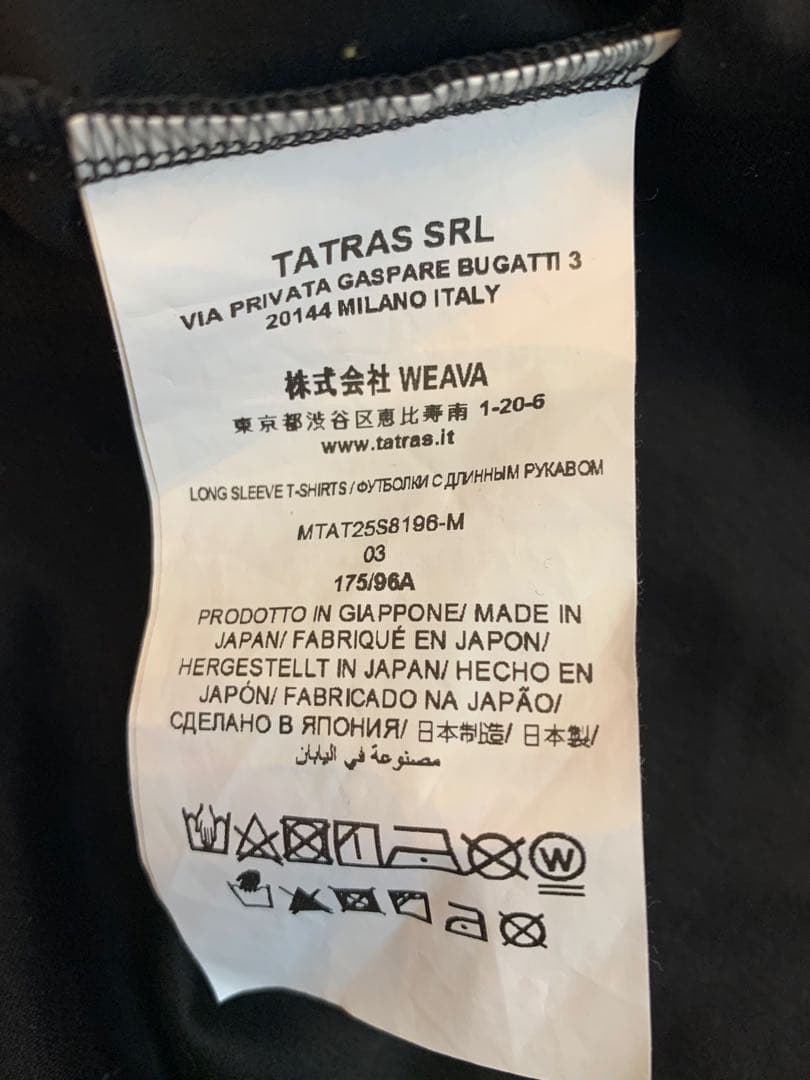 TATRAS SRL
VIA PRIVATA GASPARE BUGATTI 3
20144 MILANO ITALY
株式会社 WEAVA
東京都渋谷区恵比寿南 1-20-6
www.tatras.it
LONG SLEEVE T-SHIRTS / ФУТБОЛКИ С ДЛИННЫМ РУКАВОМ
MTAT25S8196-M
03
175/96A
PRODOTTO IN GIAPPONE/ MADE IN
JAPAN/ FABRIQUÉ EN JAPON/
HERGESTELLT IN JAPAN/ HECHO EN
JAPÓN/ FABRICADO NA JAPÃO/
СДЕЛАНО В ЯПОНИЯ/ 日本制造/ 日本製/
مصنوعة في اليابان
W